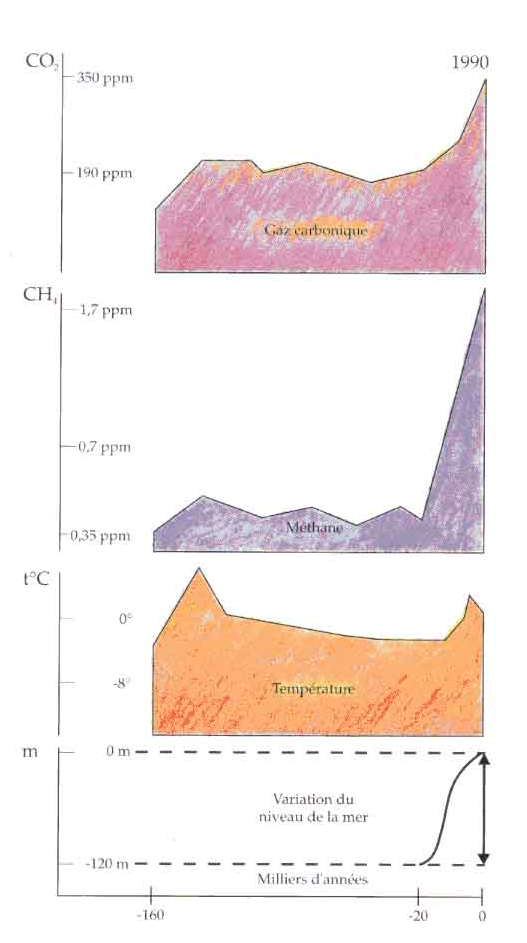 CO2
1990
350 ppm
190 ppm
Gaz carbonique
CH4
1,7 ppm
0,7 ppm
0,35 ppm
Méthane
t°C
0°
-8°
Température
m
0 m
Variation du
niveau de la mer
-120 m
Milliers d'années
-160
-20
0